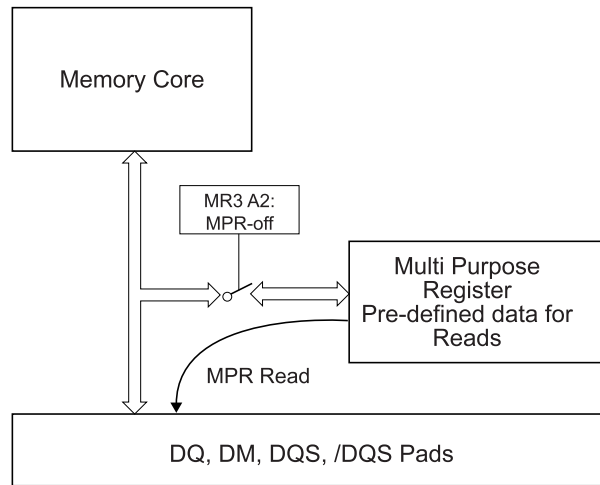 Memory Core
MR3 A2:
MPR-off
Multi Purpose
Register
Pre-defined data for
Reads
MPR Read
DQ, DM, DQS, /DQS Pads